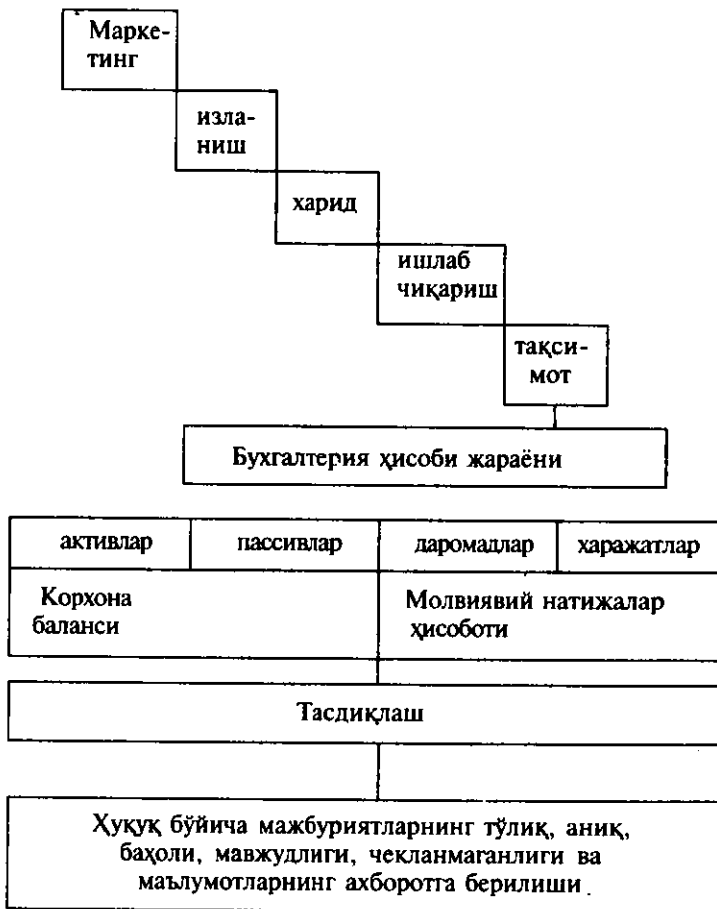 Марке-
тинг
изла-
ниш
харид
ишлаб
чиқариш
тақси-
мот
Бухгалтерия ҳисоби жараёни
активлар пассивлар даромадлар харажатлар
Корхона
баланси
Молвиявий натижалар
ҳисоботи
Тасдиқлаш
Ҳуқуқ бўйича мажбуриятларнинг тўлиқ, аниқ,
баҳоли, мавжудлиги, чекланмаганлиги ва
маълумотларнинг ахборотга берилиши.